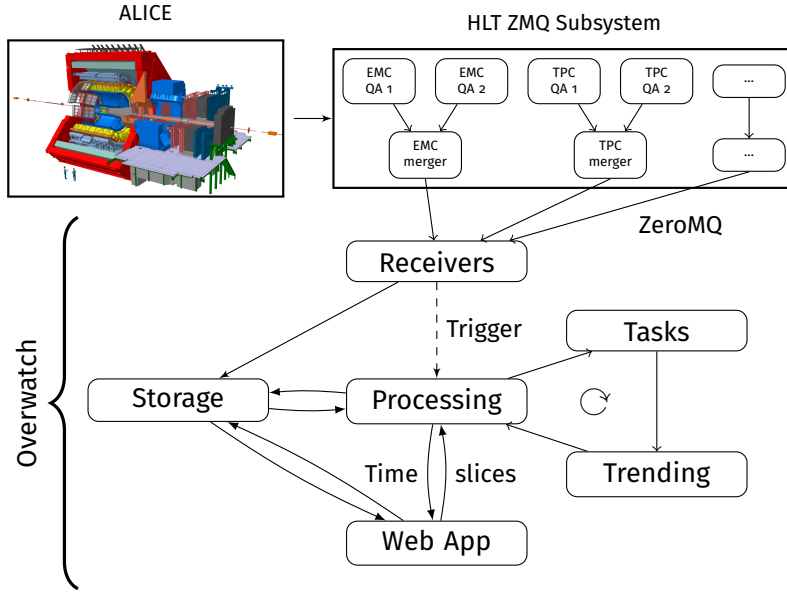 ALICE
HLT ZMQ Subsystem
EMC
QA 1
EMC
QA 2
TPC
QA 1
TPC
QA 2
...
EMC
merger
TPC
merger
...
ZeroMQ
Receivers
Trigger
Tasks
Overwatch
Storage
Processing
Time slices
Trending
Web App